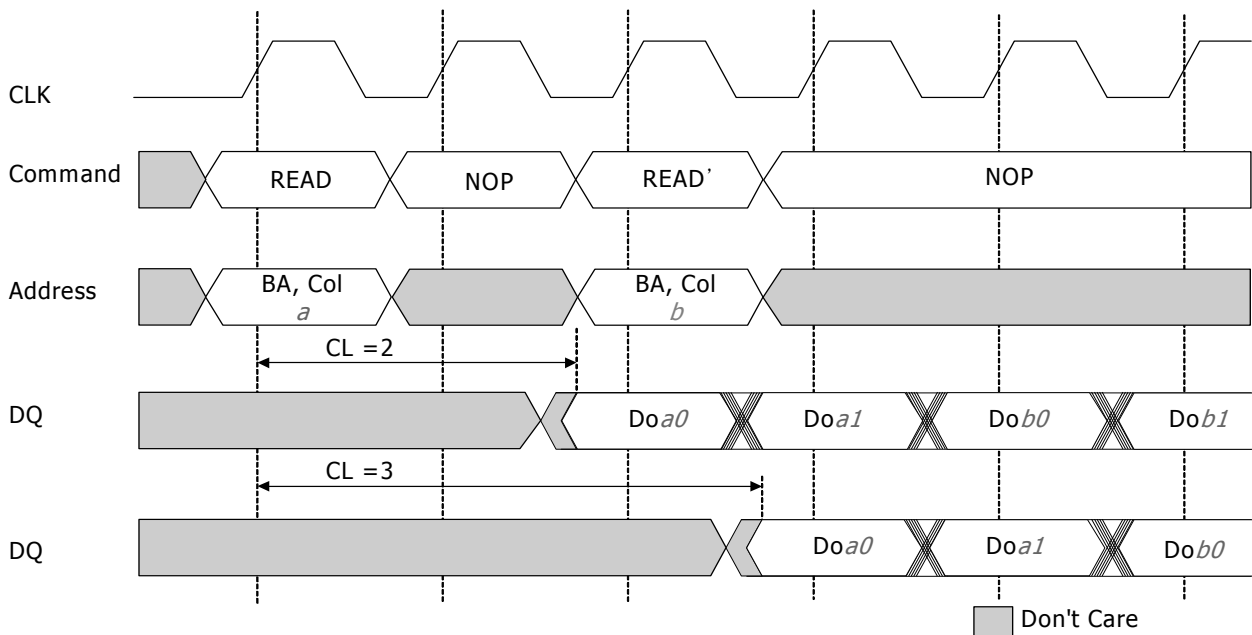 CLK
Command
READ
NOP
READ’
NOP
Address
BA, Col
a
BA, Col
b
CL =2
DQ
Doa0
Doa1
Dob0
Dob1
CL =3
DQ
Doa0
Doa1
Dob0
Don't Care